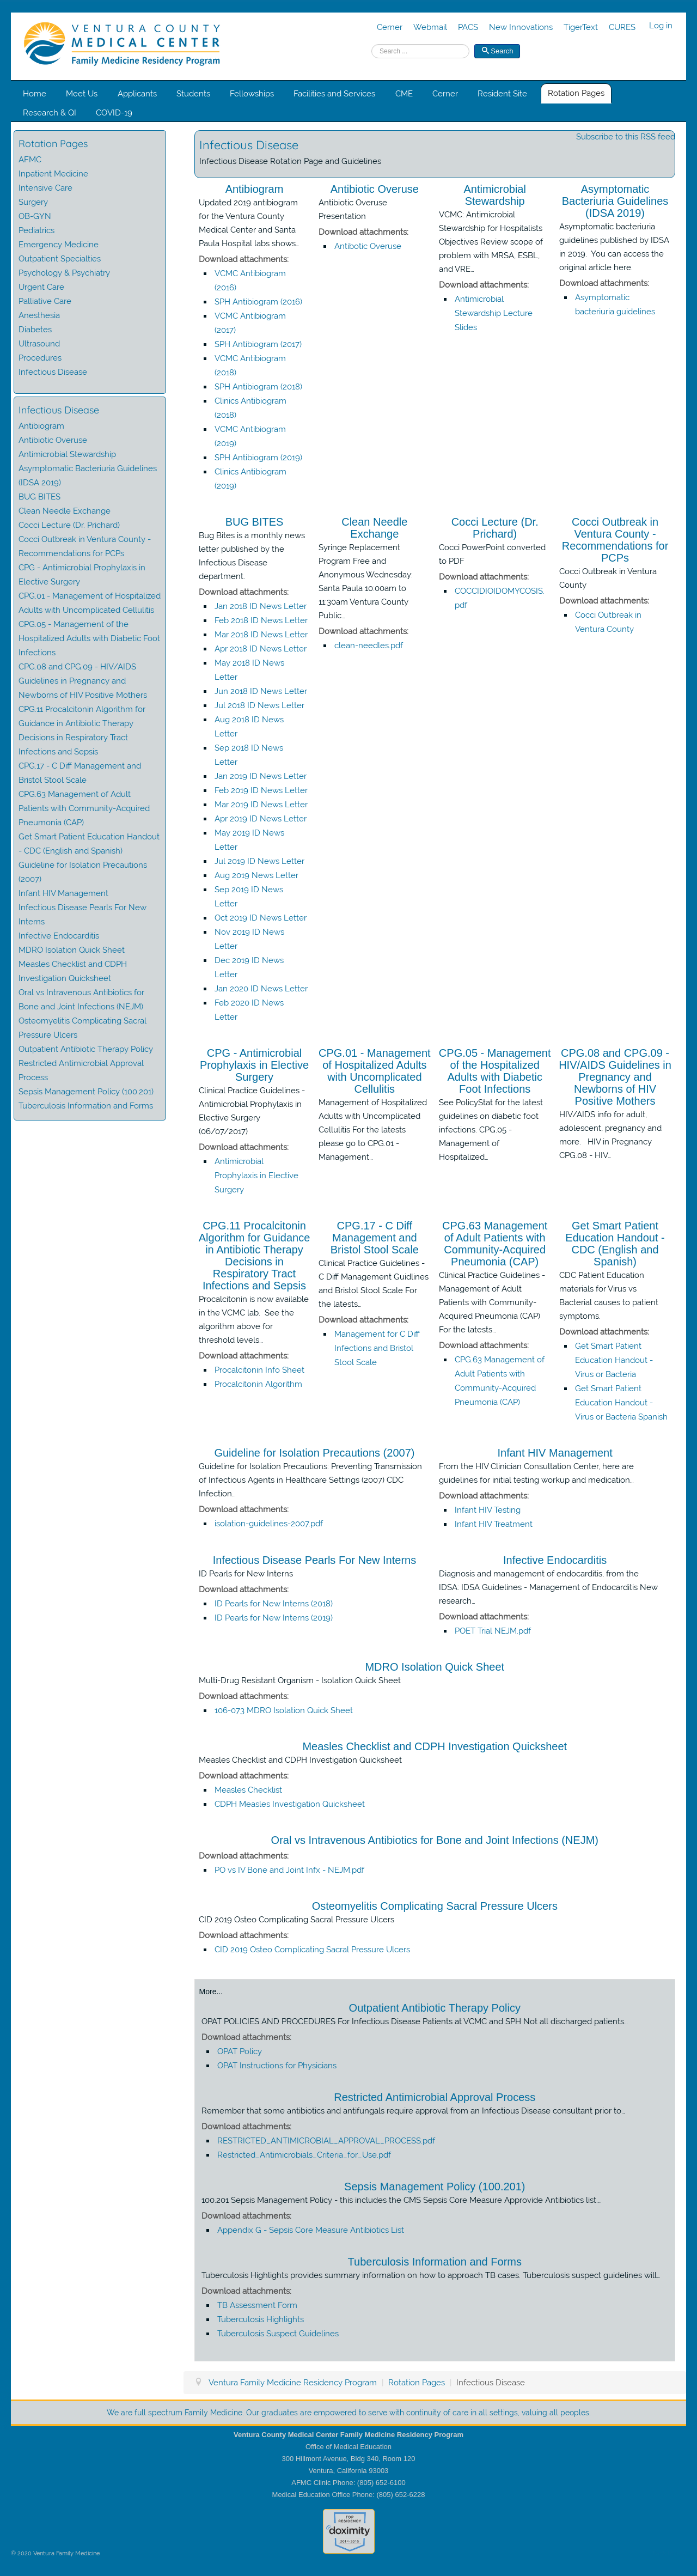 VENTURA COUNTY
MEDICAL CENTER
Family Medicine Residency Program
Cerner Webmail PACS New Innovations TigerText CURES Log in
Search ... Search
Home Meet Us Applicants Students Fellowships Facilities and Services CME Cerner Resident Site Rotation Pages
Research & QI COVID-19
Rotation Pages
AFMC
Inpatient Medicine
Intensive Care
Surgery
OB-GYN
Pediatrics
Emergency Medicine
Outpatient Specialties
Psychology & Psychiatry
Urgent Care
Palliative Care
Anesthesia
Diabetes
Ultrasound
Procedures
Infectious Disease
Infectious Disease
Antibiogram
Antibiotic Overuse
Antimicrobial Stewardship
Asymptomatic Bacteriuria Guidelines
(IDSA 2019)
BUG BITES
Clean Needle Exchange
Cocci Lecture (Dr. Prichard)
Cocci Outbreak in Ventura County -
Recommendations for PCPs
CPG - Antimicrobial Prophylaxis in
Elective Surgery
CPG.01 - Management of Hospitalized
Adults with Uncomplicated Cellulitis
CPG.05 - Management of the
Hospitalized Adults with Diabetic Foot
Infections
CPG.08 and CPG.09 - HIV/AIDS
Guidelines in Pregnancy and
Newborns of HIV Positive Mothers
CPG.11 Procalcitonin Algorithm for
Guidance in Antibiotic Therapy
Decisions in Respiratory Tract
Infections and Sepsis
CPG.17 - C Diff Management and
Bristol Stool Scale
CPG.63 Management of Adult
Patients with Community-Acquired
Pneumonia (CAP)
Get Smart Patient Education Handout
- CDC (English and Spanish)
Guideline for Isolation Precautions
(2007)
Infant HIV Management
Infectious Disease Pearls For New
Interns
Infective Endocarditis
MDRO Isolation Quick Sheet
Measles Checklist and CDPH
Investigation Quicksheet
Oral vs Intravenous Antibiotics for
Bone and Joint Infections (NEJM)
Osteomyelitis Complicating Sacral
Pressure Ulcers
Outpatient Antibiotic Therapy Policy
Restricted Antimicrobial Approval
Process
Sepsis Management Policy (100.201)
Tuberculosis Information and Forms
Subscribe to this RSS feed
Infectious Disease
Infectious Disease Rotation Page and Guidelines
Antibiogram
Updated 2019 antibiogram
for the Ventura County
Medical Center and Santa
Paula Hospital labs shows...
Download attachments:
VCMC Antibiogram
(2016)
SPH Antibiogram (2016)
VCMC Antibiogram
(2017)
SPH Antibiogram (2017)
VCMC Antibiogram
(2018)
SPH Antibiogram (2018)
Clinics Antibiogram
(2018)
VCMC Antibiogram
(2019)
SPH Antibiogram (2019)
Clinics Antibiogram
(2019)
Antibiotic Overuse
Antibiotic Overuse
Presentation
Download attachments:
Antibotic Overuse
Antimicrobial
Stewardship
VCMC: Antimicrobial
Stewardship for Hospitalists
Objectives Review scope of
problem with MRSA, ESBL,
and VRE...
Download attachments:
Antimicrobial
Stewardship Lecture
Slides
Asymptomatic
Bacteriuria Guidelines
(IDSA 2019)
Asymptomatic bacteriuria
guidelines published by IDSA
in 2019. You can access the
original article here.
Download attachments:
Asymptomatic
bacteriuria guidelines
BUG BITES
Bug Bites is a monthly news
letter published by the
Infectious Disease
department.
Download attachments:
Jan 2018 ID News Letter
Feb 2018 ID News Letter
Mar 2018 ID News Letter
Apr 2018 ID News Letter
May 2018 ID News
Letter
Jun 2018 ID News Letter
Jul 2018 ID News Letter
Aug 2018 ID News
Letter
Sep 2018 ID News
Letter
Jan 2019 ID News Letter
Feb 2019 ID News Letter
Mar 2019 ID News Letter
Apr 2019 ID News Letter
May 2019 ID News
Letter
Jul 2019 ID News Letter
Aug 2019 News Letter
Sep 2019 ID News
Letter
Oct 2019 ID News Letter
Nov 2019 ID News
Letter
Dec 2019 ID News
Letter
Jan 2020 ID News Letter
Feb 2020 ID News
Letter
Clean Needle
Exchange
Syringe Replacement
Program Free and
Anonymous Wednesday:
Santa Paula 10:00am to
11:30am Ventura County
Public...
Download attachments:
clean-needles.pdf
Cocci Lecture (Dr.
Prichard)
Cocci PowerPoint converted
to PDF
Download attachments:
COCCIDIOIDOMYCOSIS.
pdf
Cocci Outbreak in
Ventura County -
Recommendations for
PCPs
Cocci Outbreak in Ventura
County
Download attachments:
Cocci Outbreak in
Ventura County
CPG - Antimicrobial
Prophylaxis in Elective
Surgery
Clinical Practice Guidelines -
Antimicrobial Prophylaxis in
Elective Surgery
(06/07/2017)
Download attachments:
Antimicrobial
Prophylaxis in Elective
Surgery
CPG.01 - Management
of Hospitalized Adults
with Uncomplicated
Cellulitis
Management of Hospitalized
Adults with Uncomplicated
Cellulitis For the latests
please go to CPG.01 -
Management...
CPG.05 - Management
of the Hospitalized
Adults with Diabetic
Foot Infections
See PolicyStat for the latest
guidelines on diabetic foot
infections. CPG.05 -
Management of
Hospitalized...
CPG.08 and CPG.09 -
HIV/AIDS Guidelines in
Pregnancy and
Newborns of HIV
Positive Mothers
HIV/AIDS info for adult,
adolescent, pregnancy and
more. HIV in Pregnancy
CPG.08 - HIV...
CPG.11 Procalcitonin
Algorithm for Guidance
in Antibiotic Therapy
Decisions in
Respiratory Tract
Infections and Sepsis
Procalcitonin is now available
in the VCMC lab. See the
algorithm above for
threshold levels...
Download attachments:
Procalcitonin Info Sheet
Procalcitonin Algorithm
CPG.17 - C Diff
Management and
Bristol Stool Scale
Clinical Practice Guidelines -
C Diff Management Guidlines
and Bristol Stool Scale For
the latests...
Download attachments:
Management for C Diff
Infections and Bristol
Stool Scale
CPG.63 Management
of Adult Patients with
Community-Acquired
Pneumonia (CAP)
Clinical Practice Guidelines -
Management of Adult
Patients with Community-
Acquired Pneumonia (CAP)
For the latests...
Download attachments:
CPG.63 Management of
Adult Patients with
Community-Acquired
Pneumonia (CAP)
Get Smart Patient
Education Handout -
CDC (English and
Spanish)
CDC Patient Education
materials for Virus vs
Bacterial causes to patient
symptoms.
Download attachments:
Get Smart Patient
Education Handout -
Virus or Bacteria
Get Smart Patient
Education Handout -
Virus or Bacteria Spanish
Guideline for Isolation Precautions (2007)
Guideline for Isolation Precautions: Preventing Transmission
of Infectious Agents in Healthcare Settings (2007) CDC
Infection...
Download attachments:
isolation-guidelines-2007.pdf
Infant HIV Management
From the HIV Clinician Consultation Center, here are
guidelines for initial testing workup and medication...
Download attachments:
Infant HIV Testing
Infant HIV Treatment
Infectious Disease Pearls For New Interns
ID Pearls for New Interns
Download attachments:
ID Pearls for New Interns (2018)
ID Pearls for New Interns (2019)
Infective Endocarditis
Diagnosis and management of endocarditis, from the
IDSA: IDSA Guidelines - Management of Endocarditis New
research...
Download attachments:
POET Trial NEJM.pdf
MDRO Isolation Quick Sheet
Multi-Drug Resistant Organism - Isolation Quick Sheet
Download attachments:
106-073 MDRO Isolation Quick Sheet
Measles Checklist and CDPH Investigation Quicksheet
Measles Checklist and CDPH Investigation Quicksheet
Download attachments:
Measles Checklist
CDPH Measles Investigation Quicksheet
Oral vs Intravenous Antibiotics for Bone and Joint Infections (NEJM)
Download attachments:
PO vs IV Bone and Joint Infx - NEJM.pdf
Osteomyelitis Complicating Sacral Pressure Ulcers
CID 2019 Osteo Complicating Sacral Pressure Ulcers
Download attachments:
CID 2019 Osteo Complicating Sacral Pressure Ulcers
More...
Outpatient Antibiotic Therapy Policy
OPAT POLICIES AND PROCEDURES For Infectious Disease Patients at VCMC and SPH Not all discharged patients...
Download attachments:
OPAT Policy
OPAT Instructions for Physicians
Restricted Antimicrobial Approval Process
Remember that some antibiotics and antifungals require approval from an Infectious Disease consultant prior to...
Download attachments:
RESTRICTED_ANTIMICROBIAL_APPROVAL_PROCESS.pdf
Restricted_Antimicrobials_Criteria_for_Use.pdf
Sepsis Management Policy (100.201)
100.201 Sepsis Management Policy - this includes the CMS Sepsis Core Measure Approvide Antibiotics list....
Download attachments:
Appendix G - Sepsis Core Measure Antibiotics List
Tuberculosis Information and Forms
Tuberculosis Highlights provides summary information on how to approach TB cases. Tuberculosis suspect guidelines will...
Download attachments:
TB Assessment Form
Tuberculosis Highlights
Tuberculosis Suspect Guidelines
Ventura Family Medicine Residency Program | Rotation Pages | Infectious Disease
We are full spectrum Family Medicine. Our graduates are empowered to serve with continuity of care in all settings, valuing all peoples.
Ventura County Medical Center Family Medicine Residency Program
Office of Medical Education
300 Hillmont Avenue, Bldg 340, Room 120
Ventura, California 93003
AFMC Clinic Phone: (805) 652-6100
Medical Education Office Phone: (805) 652-6228
TOP
RESIDENCY
doximity
© 2020 Ventura Family Medicine